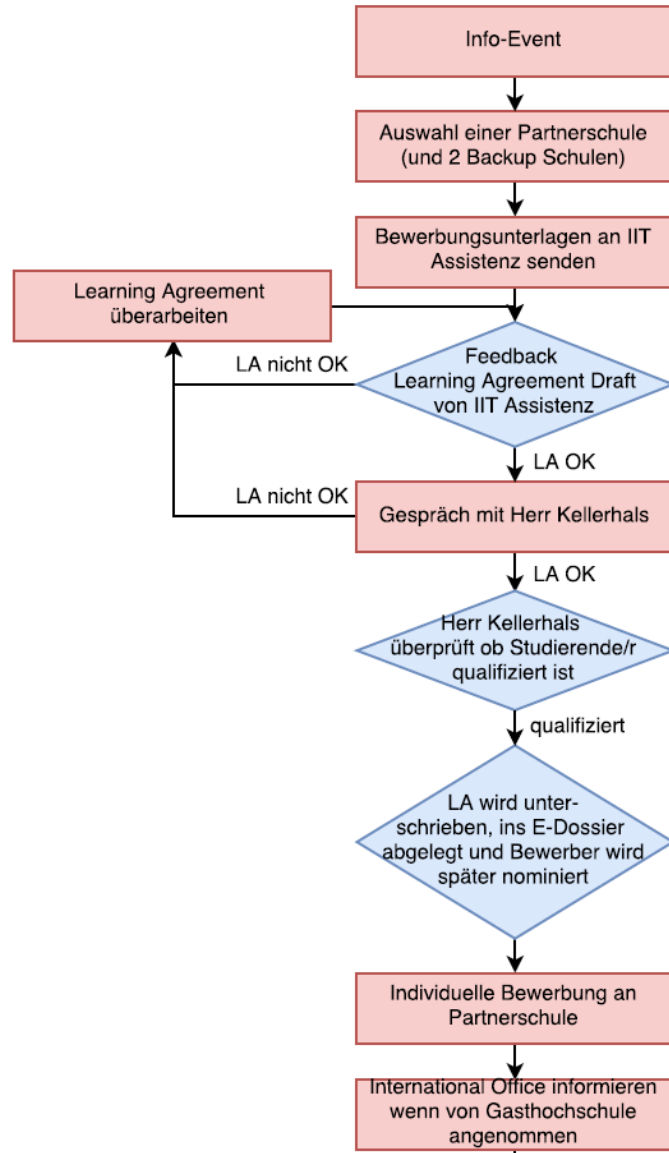 Info-Event
Auswahl einer Partnerschule
(und 2 Backup Schulen)
Bewerbungsunterlagen an IIT
Assistenz senden
Learning Agreement
überarbeiten
LA nicht OK
Feedback
Learning Agreement Draft
von IIT Assistenz
LA OK
LA nicht OK
Gespräch mit Herr Kellerhals
LA OK
Herr Kellerhals
überprüft ob Studierende/r
qualifiziert ist
qualifiziert
LA wird unter-
schrieben, ins E-Dossier
abgelegt und Bewerber wird
später nominiert
Individuelle Bewerbung an
Partnerschule
International Office informieren
wenn von Gasthochschule
angenommen